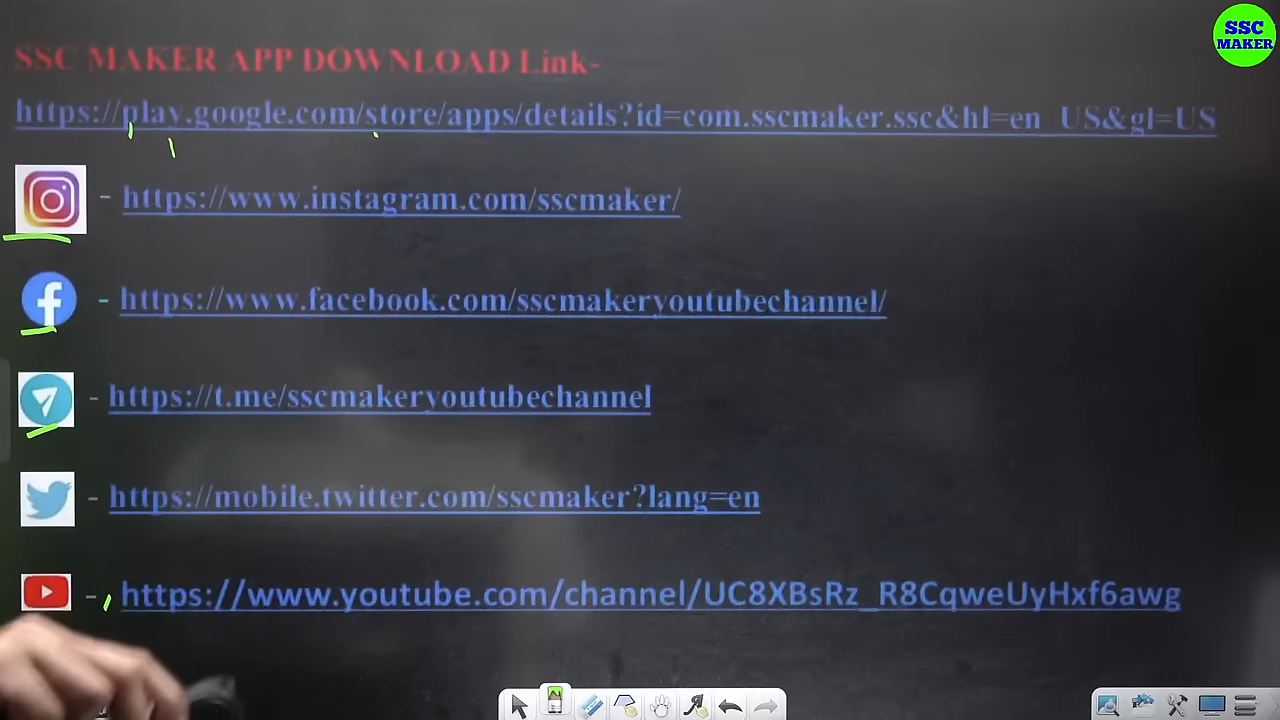 SSC
MAKER
SSC MAKER APP DOWNLOAD Link-
https://play.google.com/store/apps/details?id=com.sscmaker.ssc&hl=en_US&gl=US
- https://www.instagram.com/sscmaker/
- https://www.facebook.com/sscmakeryoutubechannel/
- https://t.me/sscmakeryoutubechannel
- https://mobile.twitter.com/sscmaker?lang=en
- https://www.youtube.com/channel/UC8XBsRz_R8CqweUyHxf6awg